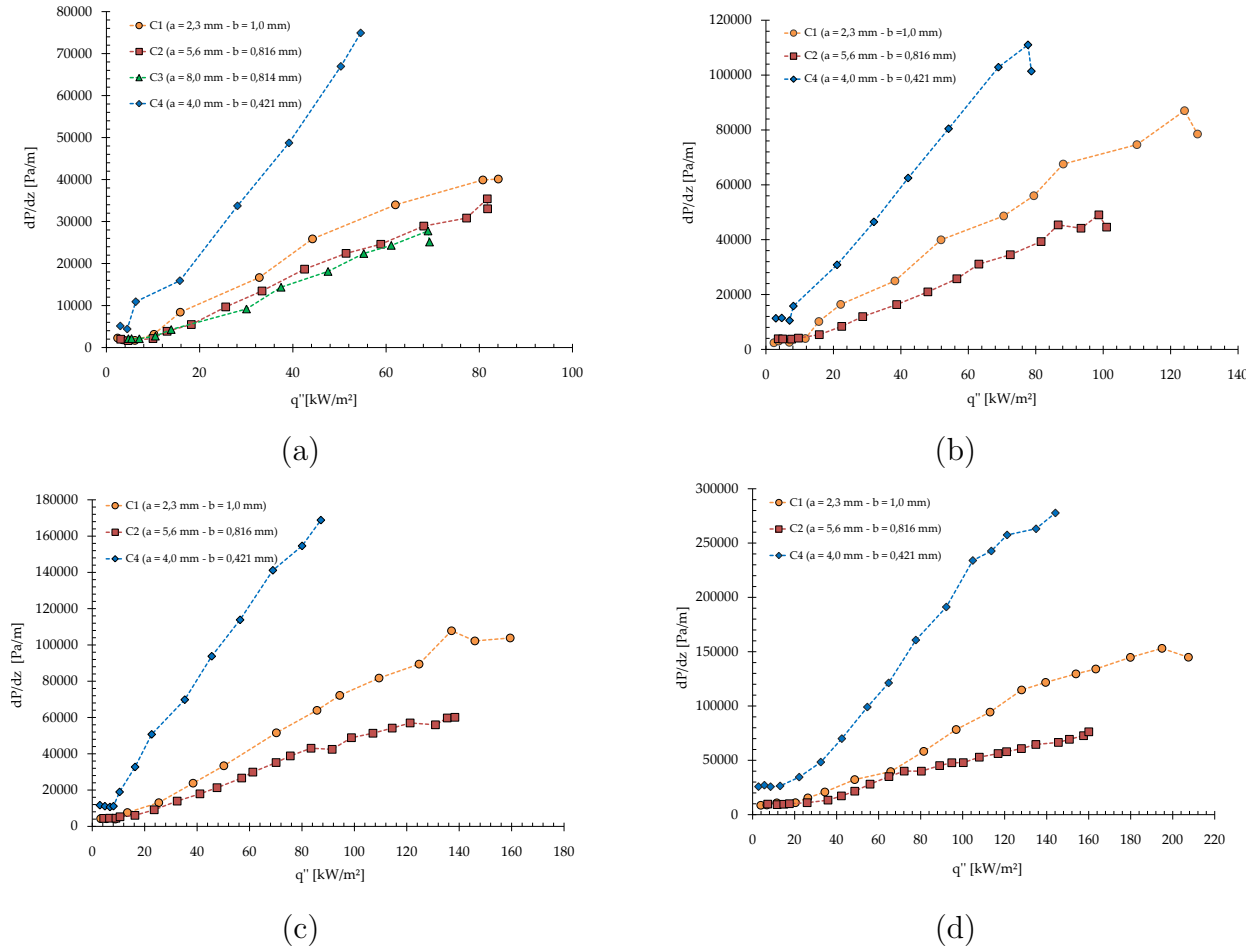 80000
70000
60000
50000
40000
30000
20000
10000
0
dP/dz [Pa/m]
C1 (a = 2,3 mm - b = 1,0 mm)
C2 (a = 5,6 mm - b = 0,816 mm)
C3 (a = 8,0 mm - b = 0,814 mm)
C4 (a = 4,0 mm - b = 0,421 mm)
0 20 40 60 80 100
q'' [kW/m²]
(a)
120000
100000
80000
60000
40000
20000
0
dP/dz [Pa/m]
C1 (a = 2,3 mm - b =1,0 mm)
C2 (a = 5,6 mm - b = 0,816 mm)
C4 (a = 4,0 mm - b = 0,421 mm)
0 20 40 60 80 100 120 140
q'' [kW/m²]
(b)
180000
160000
140000
120000
100000
80000
60000
40000
20000
0
dP/dz [Pa/m]
C1 (a = 2,3 mm - b = 1,0 mm)
C2 (a = 5,6 mm - b = 0,816 mm)
C4 (a = 4,0 mm - b = 0,421 mm)
0 20 40 60 80 100 120 140 160 180
q'' [kW/m²]
(c)
300000
250000
200000
150000
100000
50000
0
dP/dz [Pa/m]
C1 (a = 2,3 mm - b = 1,0 mm)
C2 (a = 5,6 mm - b = 0,816 mm)
C4 (a = 4,0 mm - b = 0,421 mm)
0 20 40 60 80 100 120 140 160 180 200 220
q'' [kW/m²]
(d)